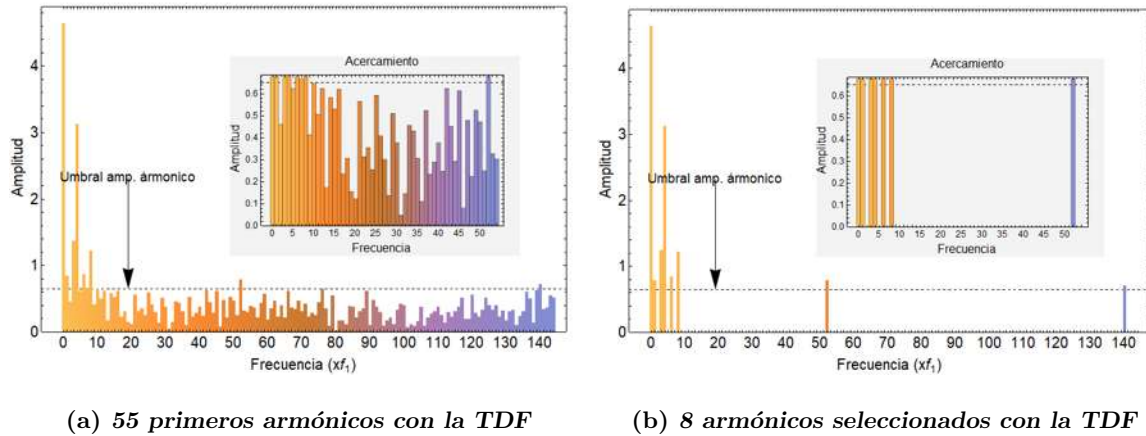 Acercamiento
Amplitud
0.6
0.5
0.4
0.3
0.2
0.1
0.0
0 5 10 15 20 25 30 35 40 45 50
Frecuencia
Amplitud
4
3
2
1
0
Umbral amp. ármonico
0 10 20 30 40 50 60 70 80 90 100 110 120 130 140
Frecuencia (xf₁)
(a) 55 primeros armónicos con la TDF
Acercamiento
Amplitud
0.6
0.5
0.4
0.3
0.2
0.1
0.0
0 5 10 15 20 25 30 35 40 45 50
Frecuencia
Amplitud
4
3
2
1
0
Umbral amp. ármonico
0 10 20 30 40 50 60 70 80 90 100 110 120 130 140
Frecuencia (xf₁)
(b) 8 armónicos seleccionados con la TDF